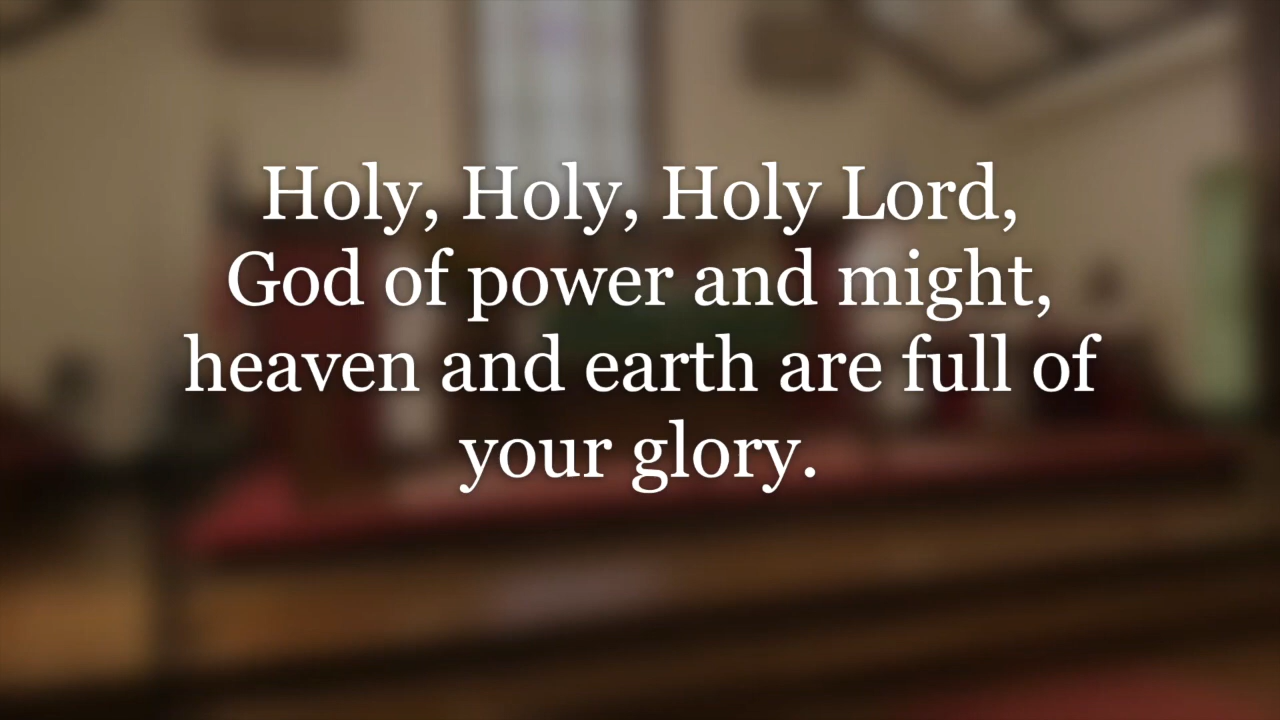 Holy, Holy, Holy Lord,
God of power and might,
heaven and earth are full of
your glory.